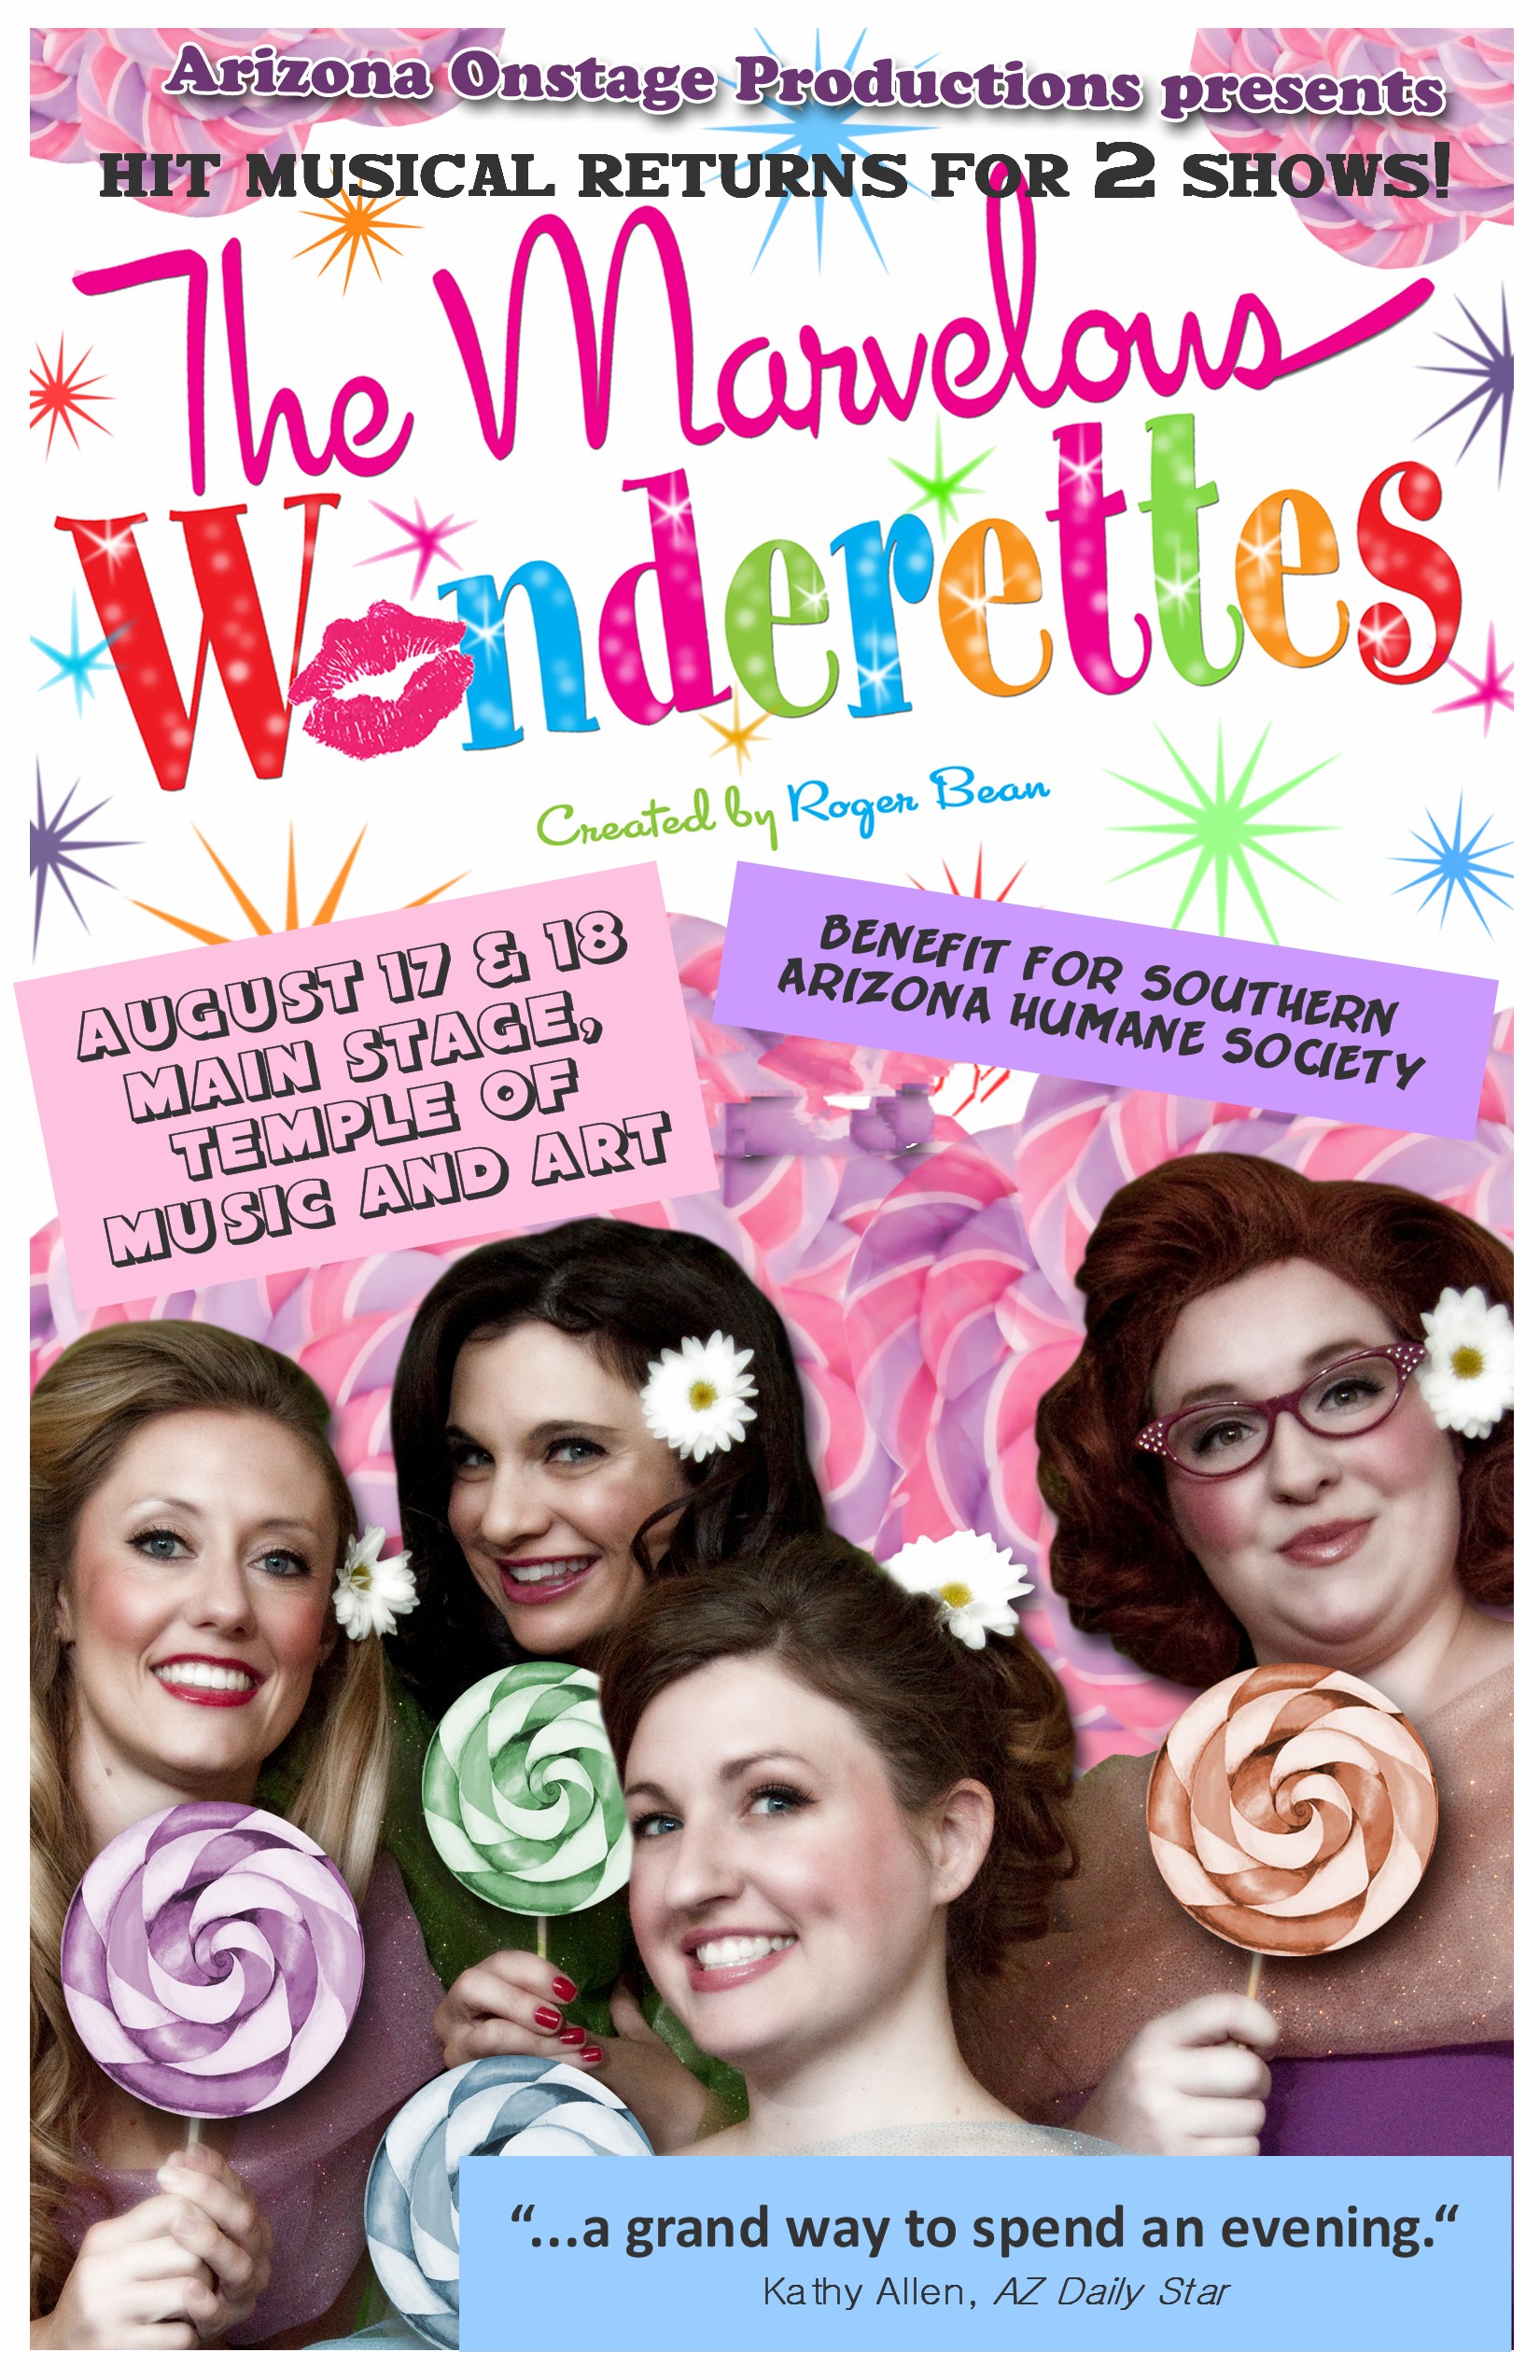 Arizona Onstage Productions presents
HIT MUSICAL RETURNS FOR 2 SHOWS!
The Marvelous
Wonderettes
Created by Roger Bean
AUGUST 17 & 18
MAIN STAGE,
TEMPLE OF
MUSIC AND ART
BENEFIT FOR SOUTHERN
ARIZONA HUMANE SOCIETY
“...a grand way to spend an evening.“
Kathy Allen, AZ Daily Star